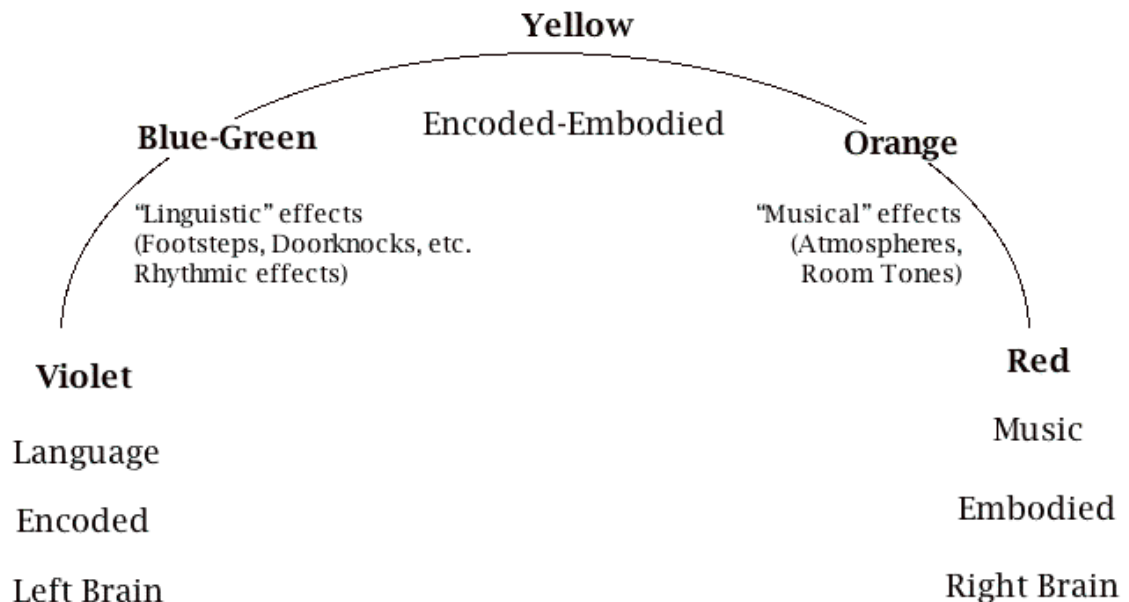 Yellow
Encoded-Embodied
Blue-Green
Orange
“Linguistic” effects
(Footsteps, Doorknocks, etc.
Rhythmic effects)
“Musical” effects
(Atmospheres,
Room Tones)
Violet
Language
Encoded
Left Brain
Red
Music
Embodied
Right Brain